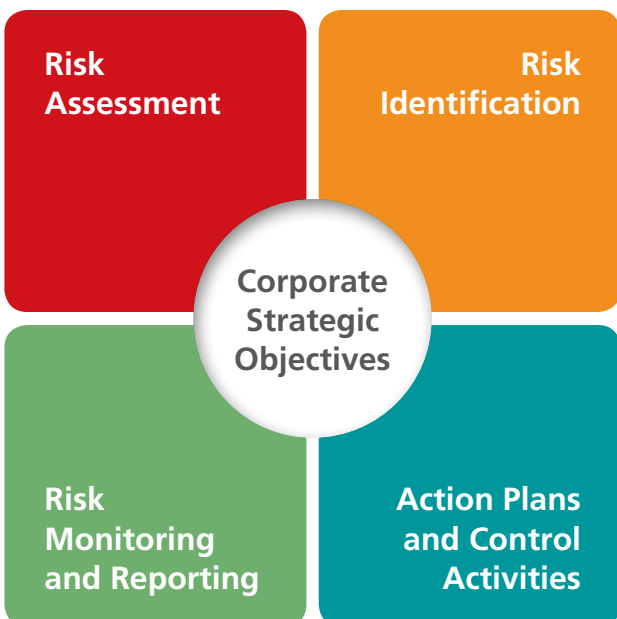 Risk
Assessment
Risk
Identification
Corporate
Strategic
Objectives
Risk
Monitoring
and Reporting
Action Plans
and Control
Activities